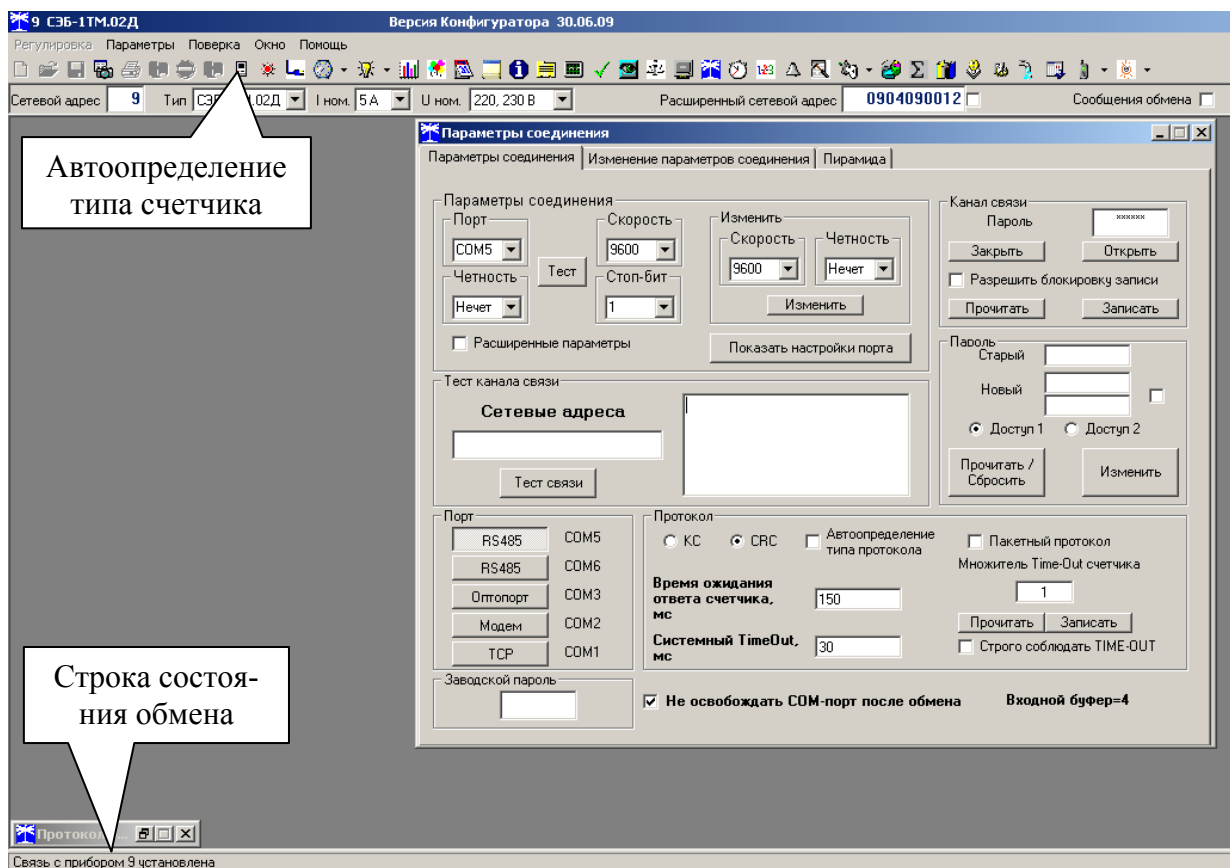 9 СЭБ-1ТМ.02Д Версия Конфигуратора 30.06.09
Регулировка Параметры Поверка Окно Помощь
Сетевой адрес 9 Тип I ном. 5 А U ном. 220, 230 В Расширенный сетевой адрес 0904090012 Сообщения обмена
Автоопределение
типа счетчика
Параметры соединения
Параметры соединения Изменение параметров соединения Пирамида
Параметры соединения
Порт
COM5
Четность
Нечет
Тест
Скорость
9600
Стоп-бит
1
Изменить
Скорость
9600
Четность
Нечет
Изменить
Расширенные параметры
Показать настройки порта
Канал связи
Пароль ******
Закрыть Открыть
Разрешить блокировку записи
Прочитать Записать
Пароль
Старый
Новый
Доступ 1 Доступ 2
Прочитать /
Сбросить
Изменить
Тест канала связи
Сетевые адреса
Тест связи
Порт
RS485 COM5
RS485 COM6
Оптопорт COM3
Модем COM2
TCP COM1
Протокол
КС CRC
Автоопределение
типа протокола
Пакетный протокол
Множитель Time-Out счетчика
1
Прочитать Записать
Строго соблюдать TIME-OUT
Время ожидания
ответа счетчика,
мс
150
Системный TimeOut,
мс
30
Заводской пароль
Не освобождать COM-порт после обмена
Входной буфер=4
Строка состоя-
ния обмена
Связь с прибором 9 установлена